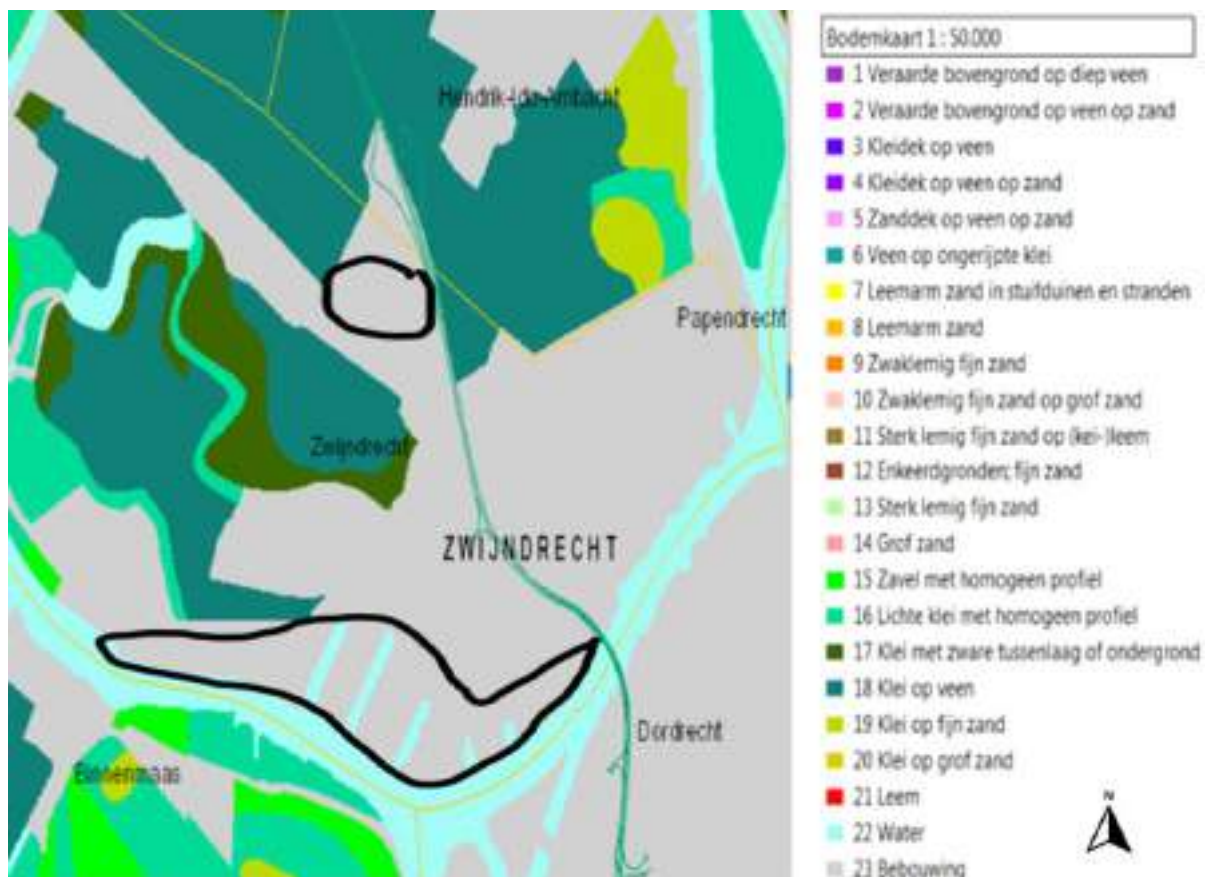 Hendrik-Ido-Ambacht
Papendrecht
Zwijndrecht
ZWIJNDRECHT
Dordrecht
Binnenmaas
Bodemkaart 1 : 50.000
1 Veraarde bovengrond op diep veen
2 Veraarde bovengrond op veen op zand
3 Kleidek op veen
4 Kleidek op veen op zand
5 Zanddek op veen op zand
6 Veen op ongerijpte klei
7 Leemarm zand in stuifduinen en stranden
8 Leemarm zand
9 Zwaklemig fijn zand
10 Zwaklemig fijn zand op grof zand
11 Sterk lemig fijn zand op (kei-)leem
12 Enkeerdgronden; fijn zand
13 Sterk lemig fijn zand
14 Grof zand
15 Zavel met homogeen profiel
16 Lichte klei met homogeen profiel
17 Klei met zware tussenlaag of ondergrond
18 Klei op veen
19 Klei op fijn zand
20 Klei op grof zand
21 Leem
22 Water
23 Bebouwing
N